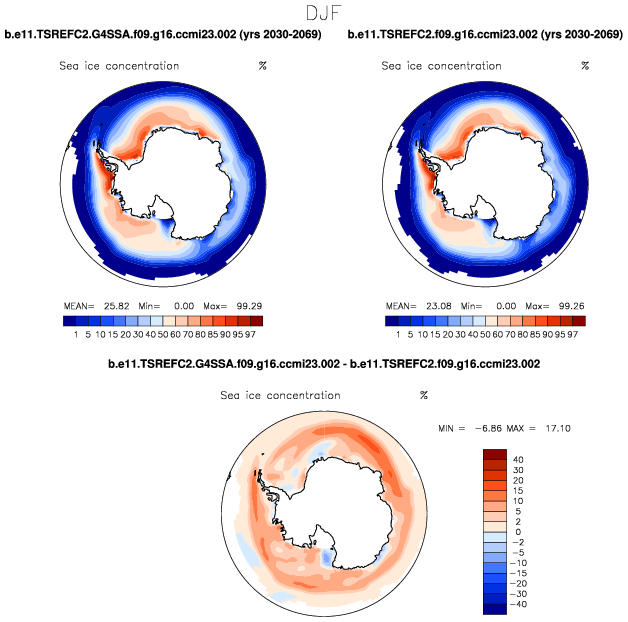 DJF
b.e11.TSREFC2.G4SSA.f09.g16.ccmi23.002 (yrs 2030-2069) b.e11.TSREFC2.f09.g16.ccmi23.002 (yrs 2030-2069)
Sea ice concentration % Sea ice concentration %
MEAN= 25.82 Min= 0.00 Max= 99.29 MEAN= 23.08 Min= 0.00 Max= 99.26
1 5 10 15 20 30 40 50 60 70 80 85 90 95 97 1 5 10 15 20 30 40 50 60 70 80 85 90 95 97
b.e11.TSREFC2.G4SSA.f09.g16.ccmi23.002 - b.e11.TSREFC2.f09.g16.ccmi23.002
Sea ice concentration %
MIN = -6.86 MAX = 17.10
40
30
20
15
10
5
2
0
-2
-5
-10
-15
-20
-30
-40